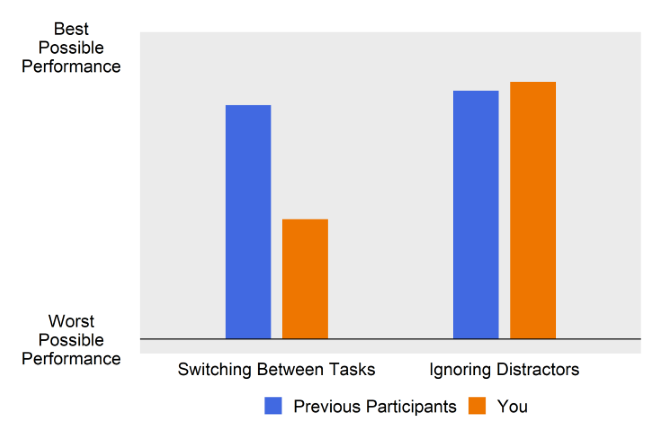 Best
Possible
Performance
Worst
Possible
Performance
Switching Between Tasks
Ignoring Distractors
Previous Participants
You